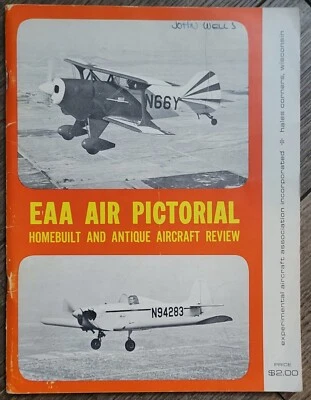 JOHN WELLS
N66Y
EAA AIR PICTORIAL
HOMEBUILT AND ANTIQUE AIRCRAFT REVIEW
N94283
experimental aircraft association incorporated hales corners, wisconsin
PRICE
$2.00